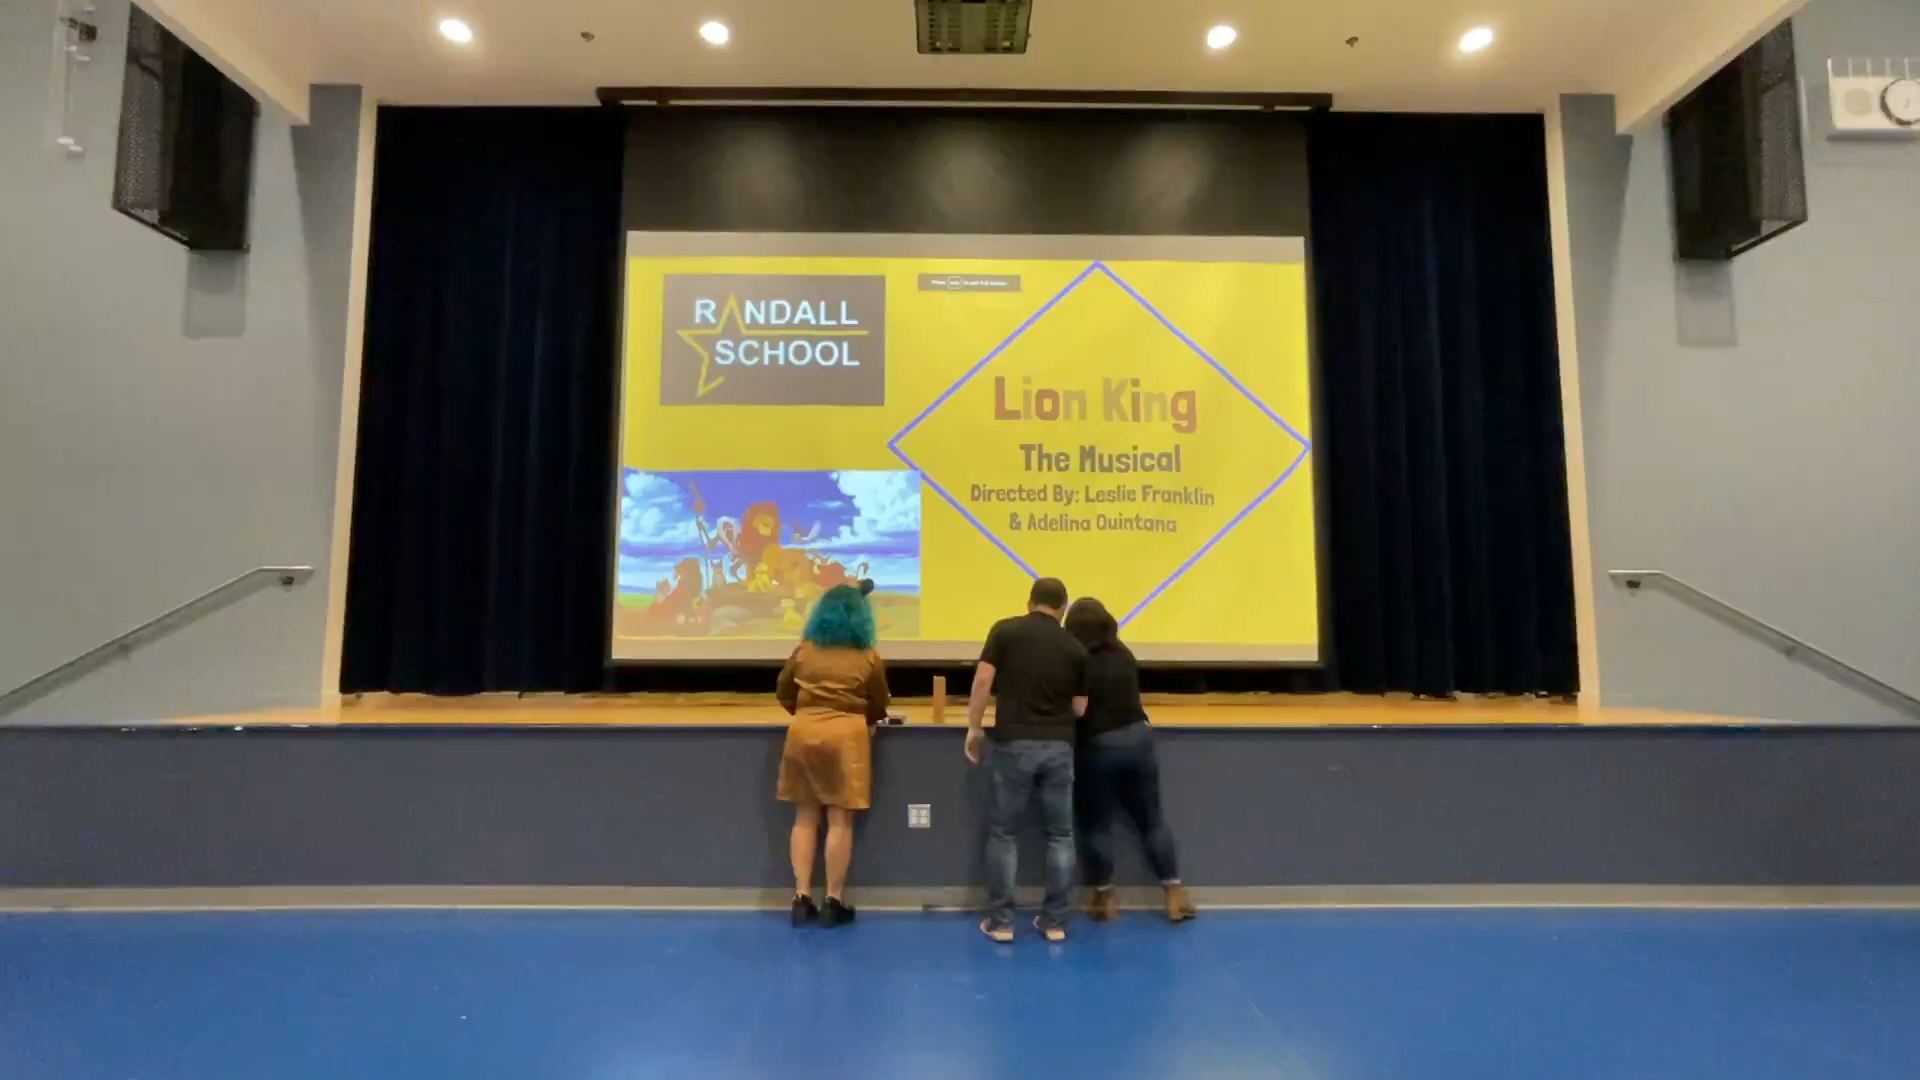 RANDALL
SCHOOL
Lion King
The Musical
Directed By: Leslie Franklin
& Adelina Quintana